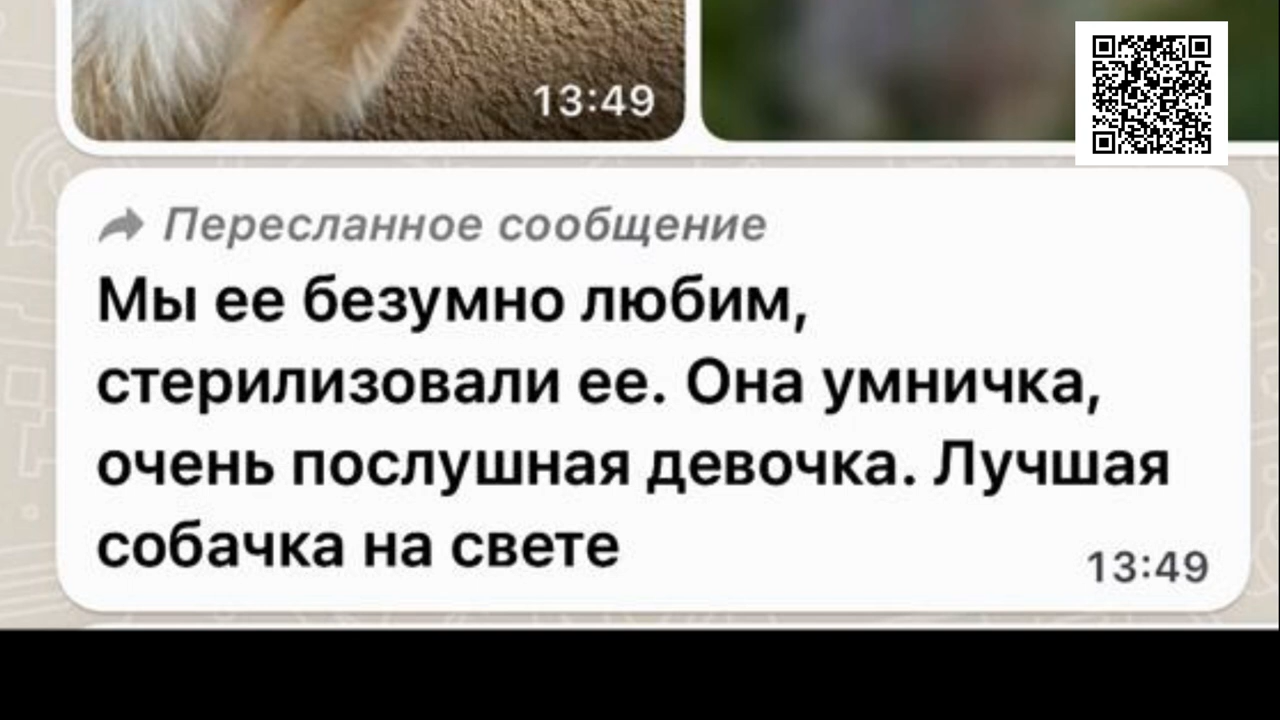 13:49
Пересланное сообщение
Мы ее безумно любим,
стерилизовали ее. Она умничка,
очень послушная девочка. Лучшая
собачка на свете
13:49